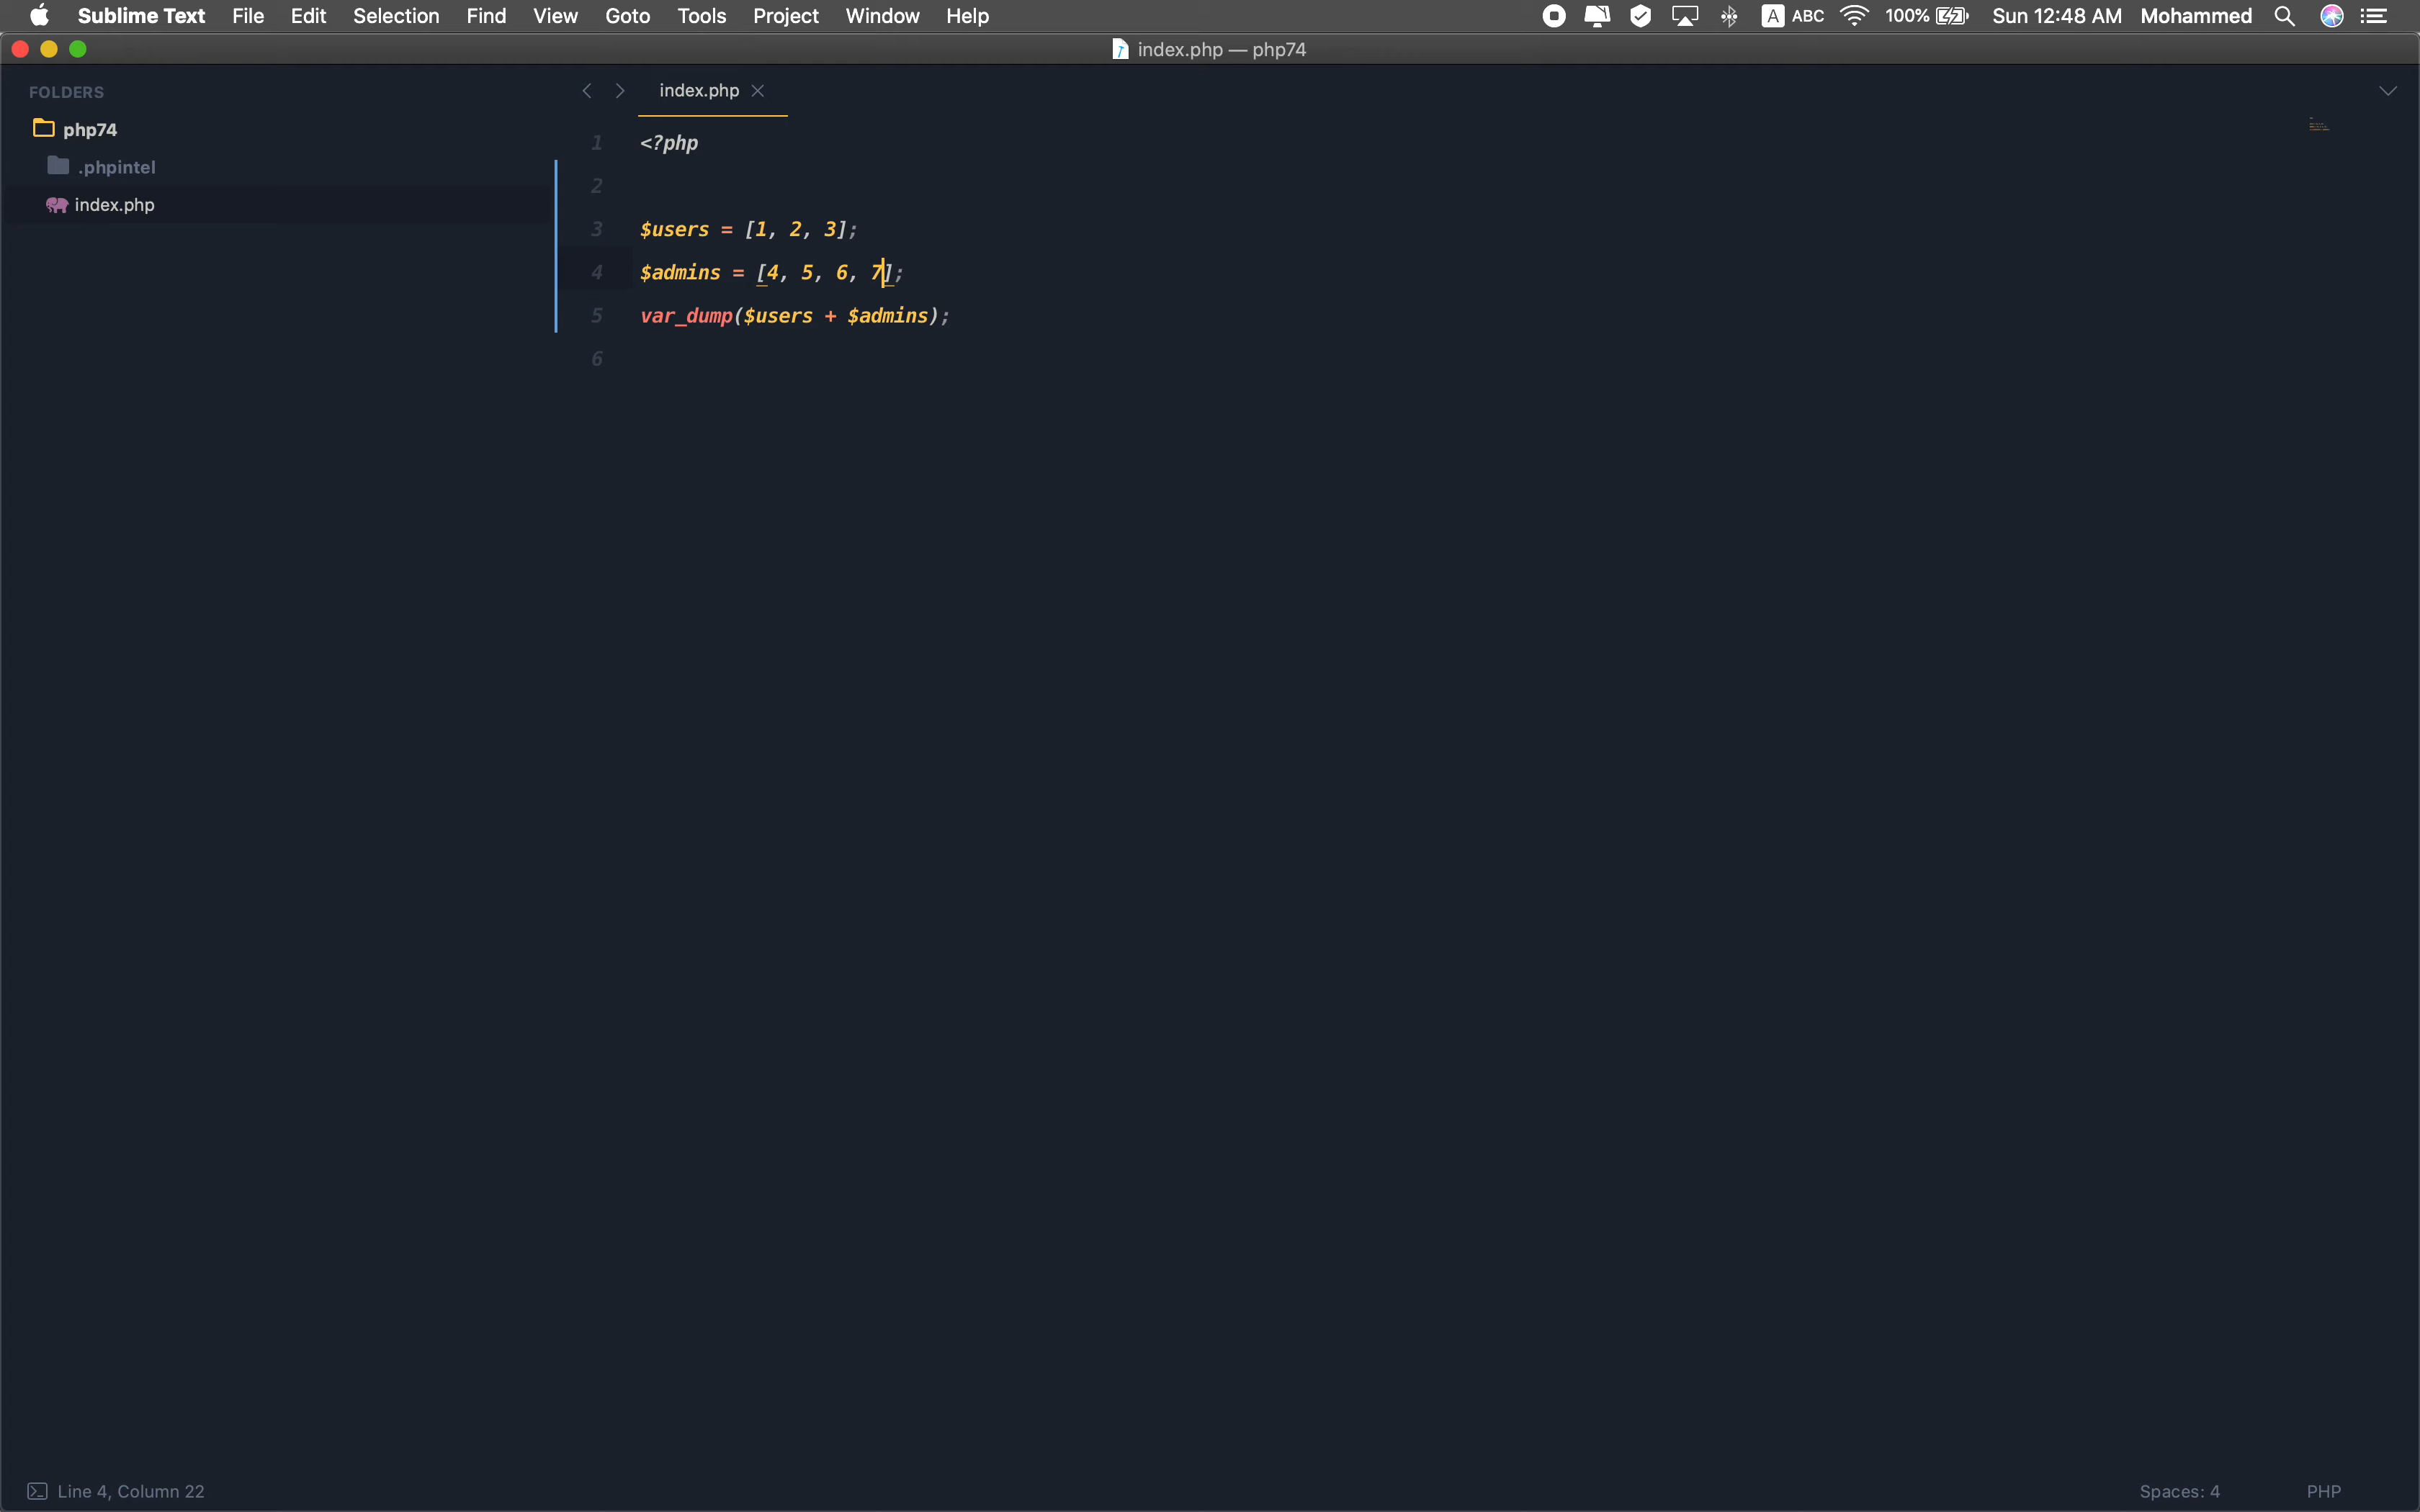 Sublime Text File Edit Selection Find View Goto Tools Project Window Help A ABC 100% Sun 12:48 AM Mohammed
index.php — php74
FOLDERS
php74
.phpintel
index.php
index.php
1 <?php
2
3 $users = [1, 2, 3];
4 $admins = [4, 5, 6, 7];
5 var_dump($users + $admins);
6
Line 4, Column 22
Spaces: 4
PHP